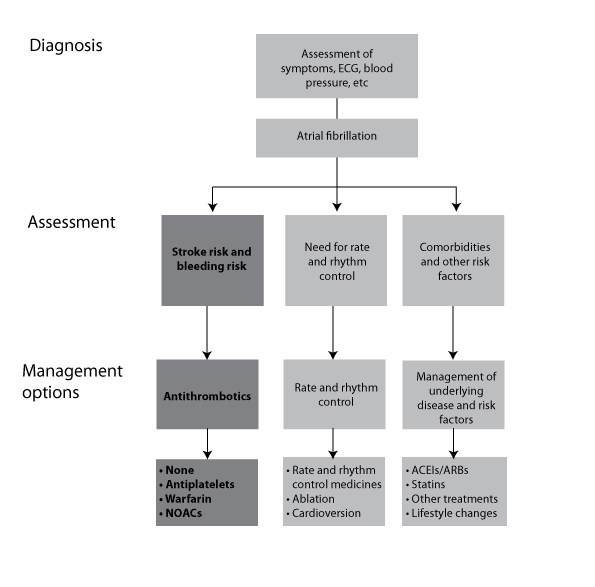 Diagnosis
Assessment of
symptoms, ECG, blood
pressure, etc
Atrial fibrillation
Assessment
Stroke risk and
bleeding risk
Need for rate
and rhythm
control
Comorbidities
and other risk
factors
Management
options
Antithrombotics
Rate and rhythm
control
Management of
underlying
disease and risk
factors
• None
• Antiplatelets
• Warfarin
• NOACs
• Rate and rhythm
control medicines
• Ablation
• Cardioversion
• ACEIs/ARBs
• Statins
• Other treatments
• Lifestyle changes